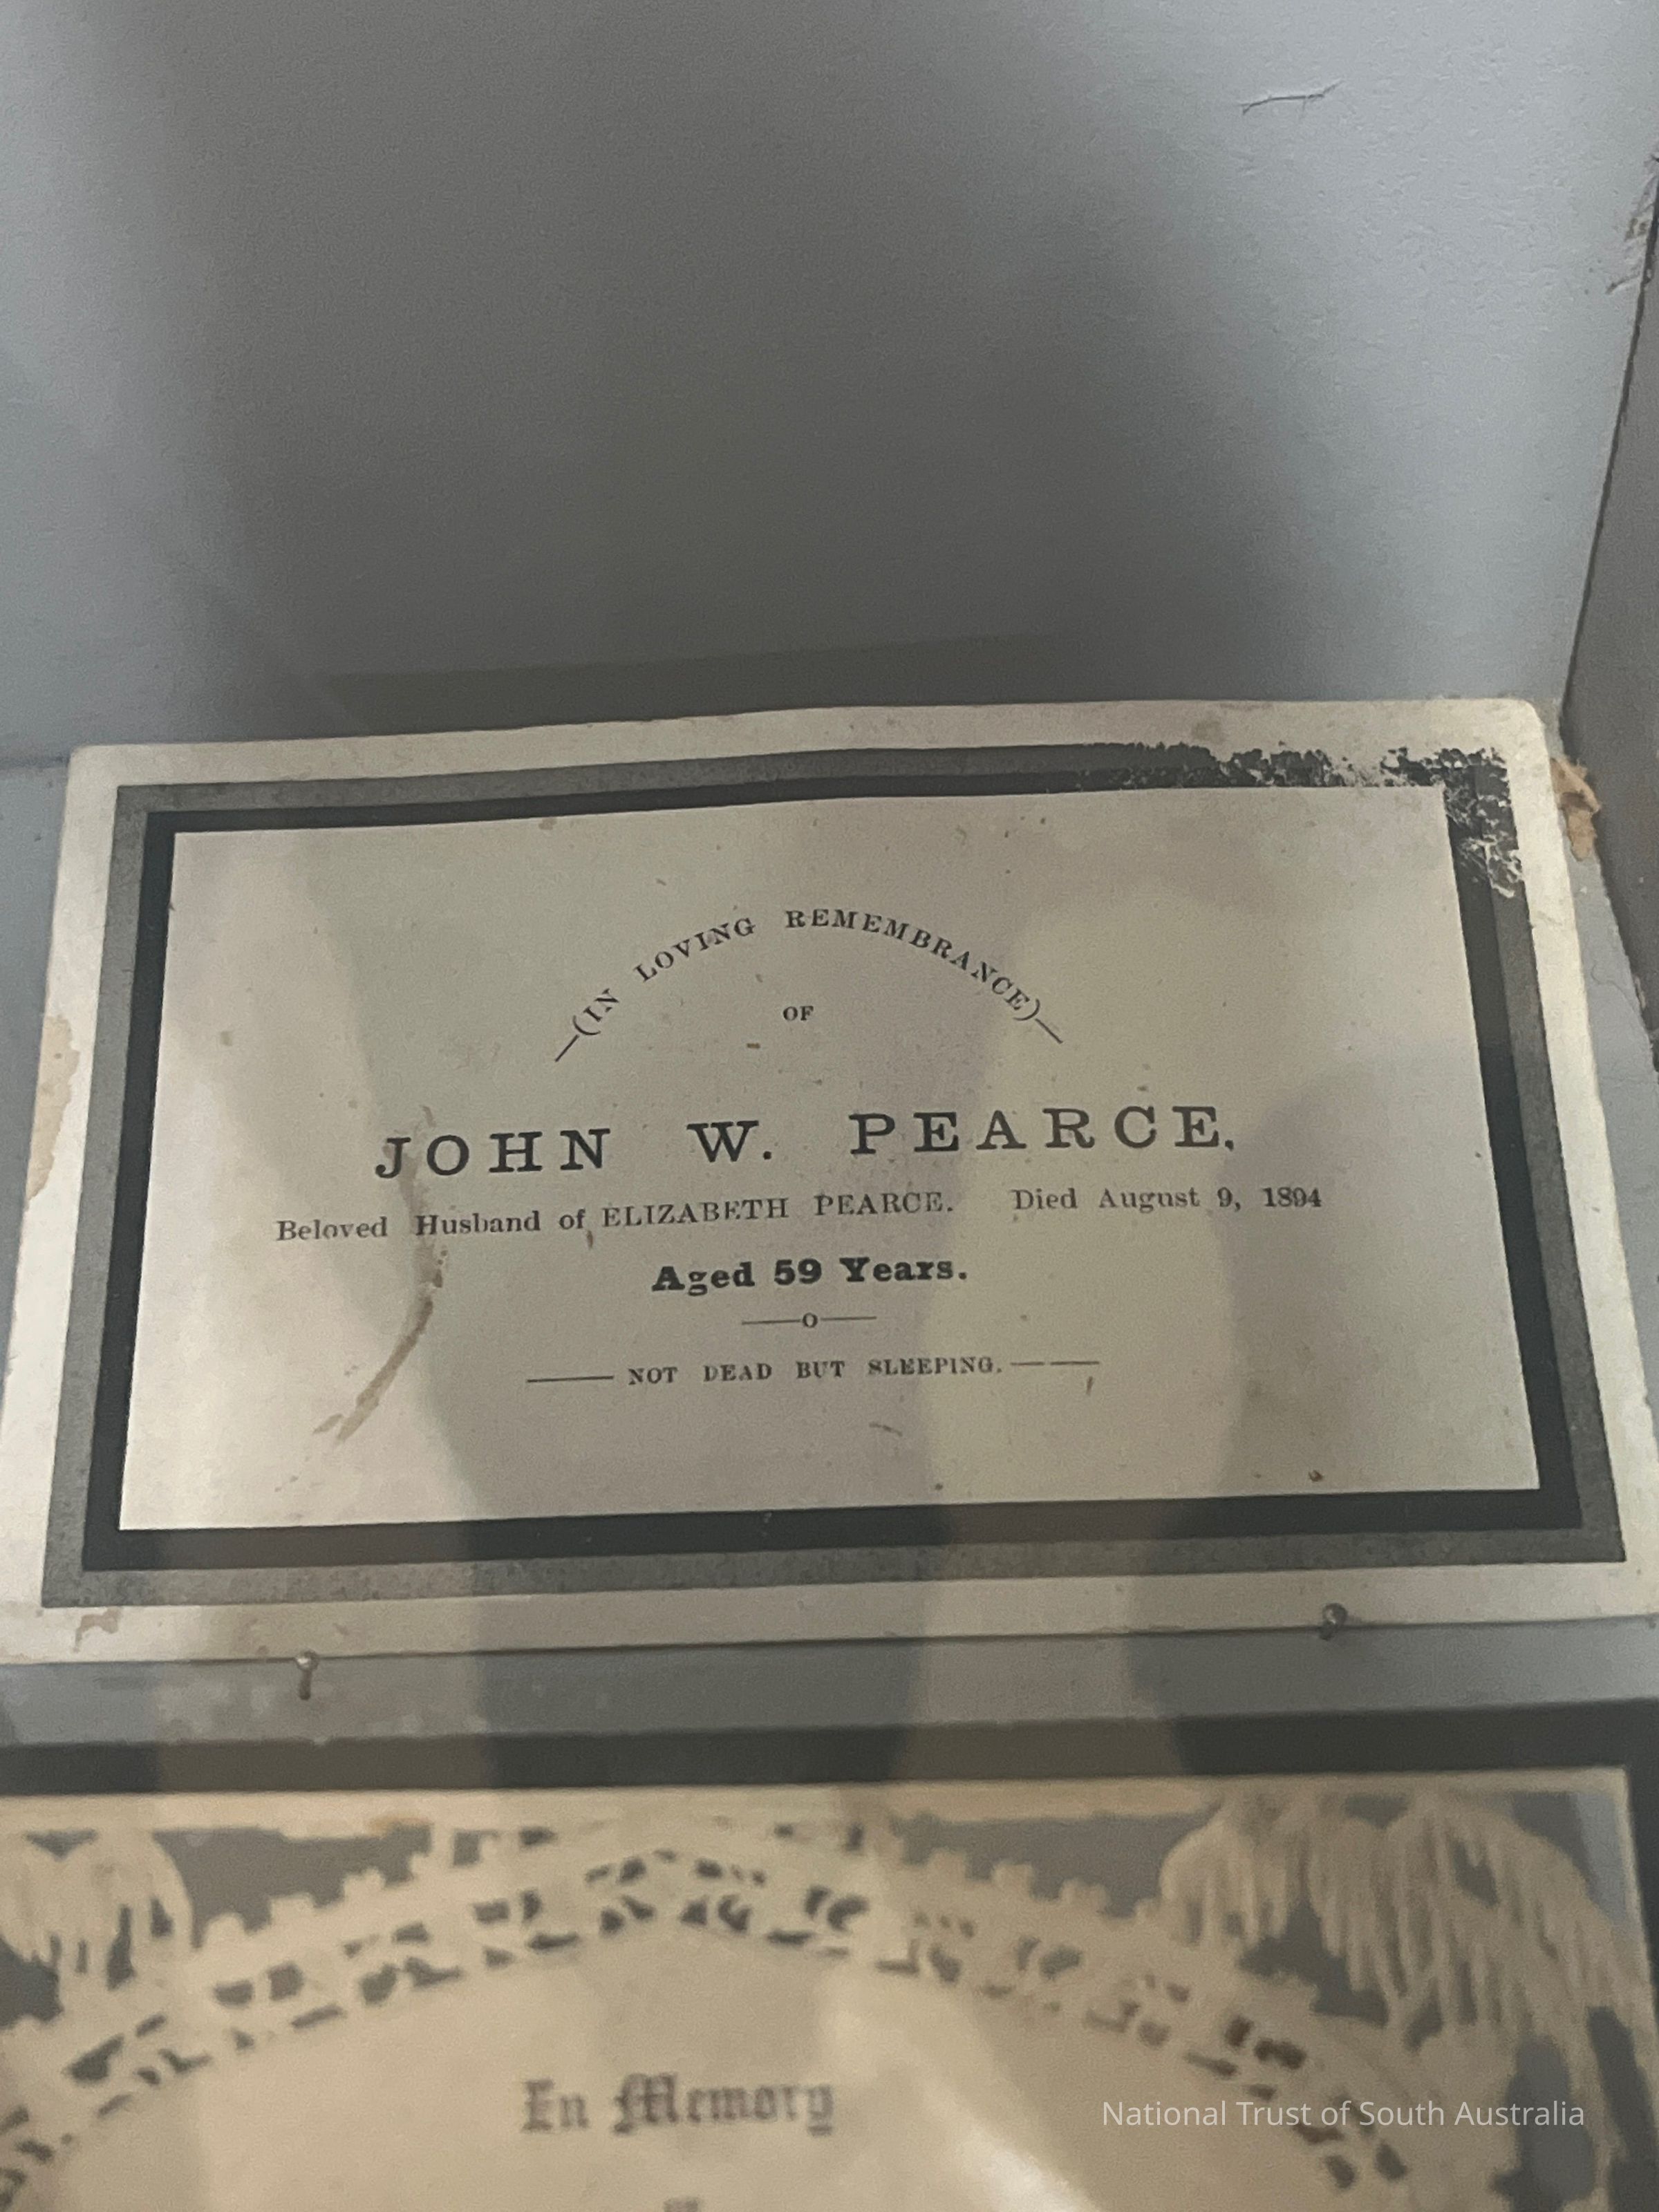 —(IN LOVING REMEMBRANCE)—
OF
JOHN W. PEARCE,
Beloved Husband of ELIZABETH PEARCE. Died August 9, 1894
Aged 59 Years.
—o—
— NOT DEAD BUT SLEEPING. ——
In Memory
National Trust of South Australia